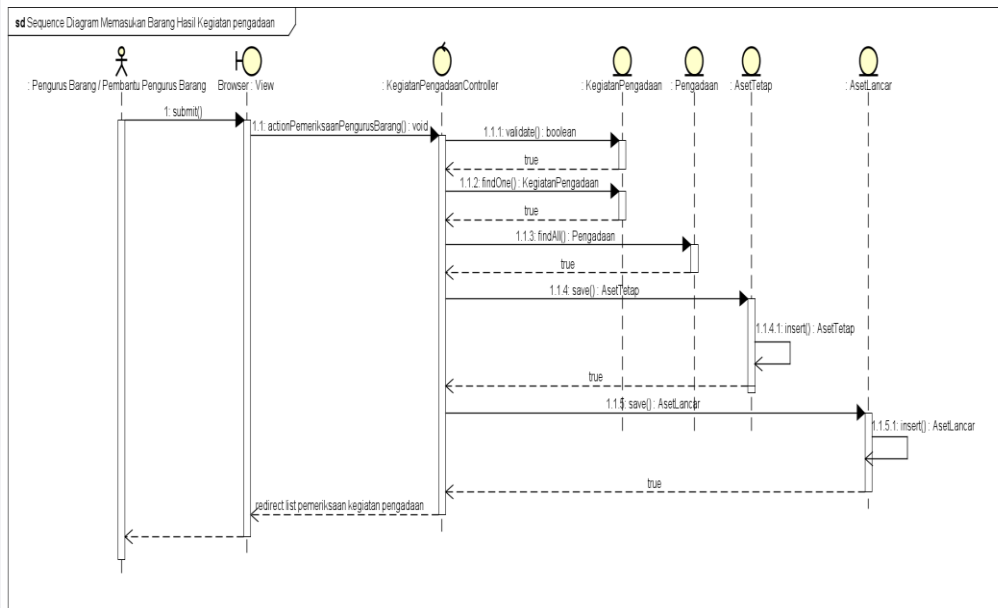 sd Sequence Diagram Memasukan Barang Hasil Kegiatan pengadaan
: Pengurus Barang / Pembantu Pengurus Barang
Browser : View
: KegiatanPengadaanController
: KegiatanPengadaan
: Pengadaan
: AsetTetap
: AsetLancar
1: submit()
1.1: actionPemeriksaanPengurusBarang() : void
1.1.1: validate() : boolean
true
1.1.2: findOne() : KegiatanPengadaan
true
1.1.3: findAll() : Pengadaan
true
1.1.4: save() : AsetTetap
1.1.4.1: insert() : AsetTetap
true
1.1.5: save() : AsetLancar
1.1.5.1: insert() : AsetLancar
true
redirect list pemeriksaan kegiatan pengadaan